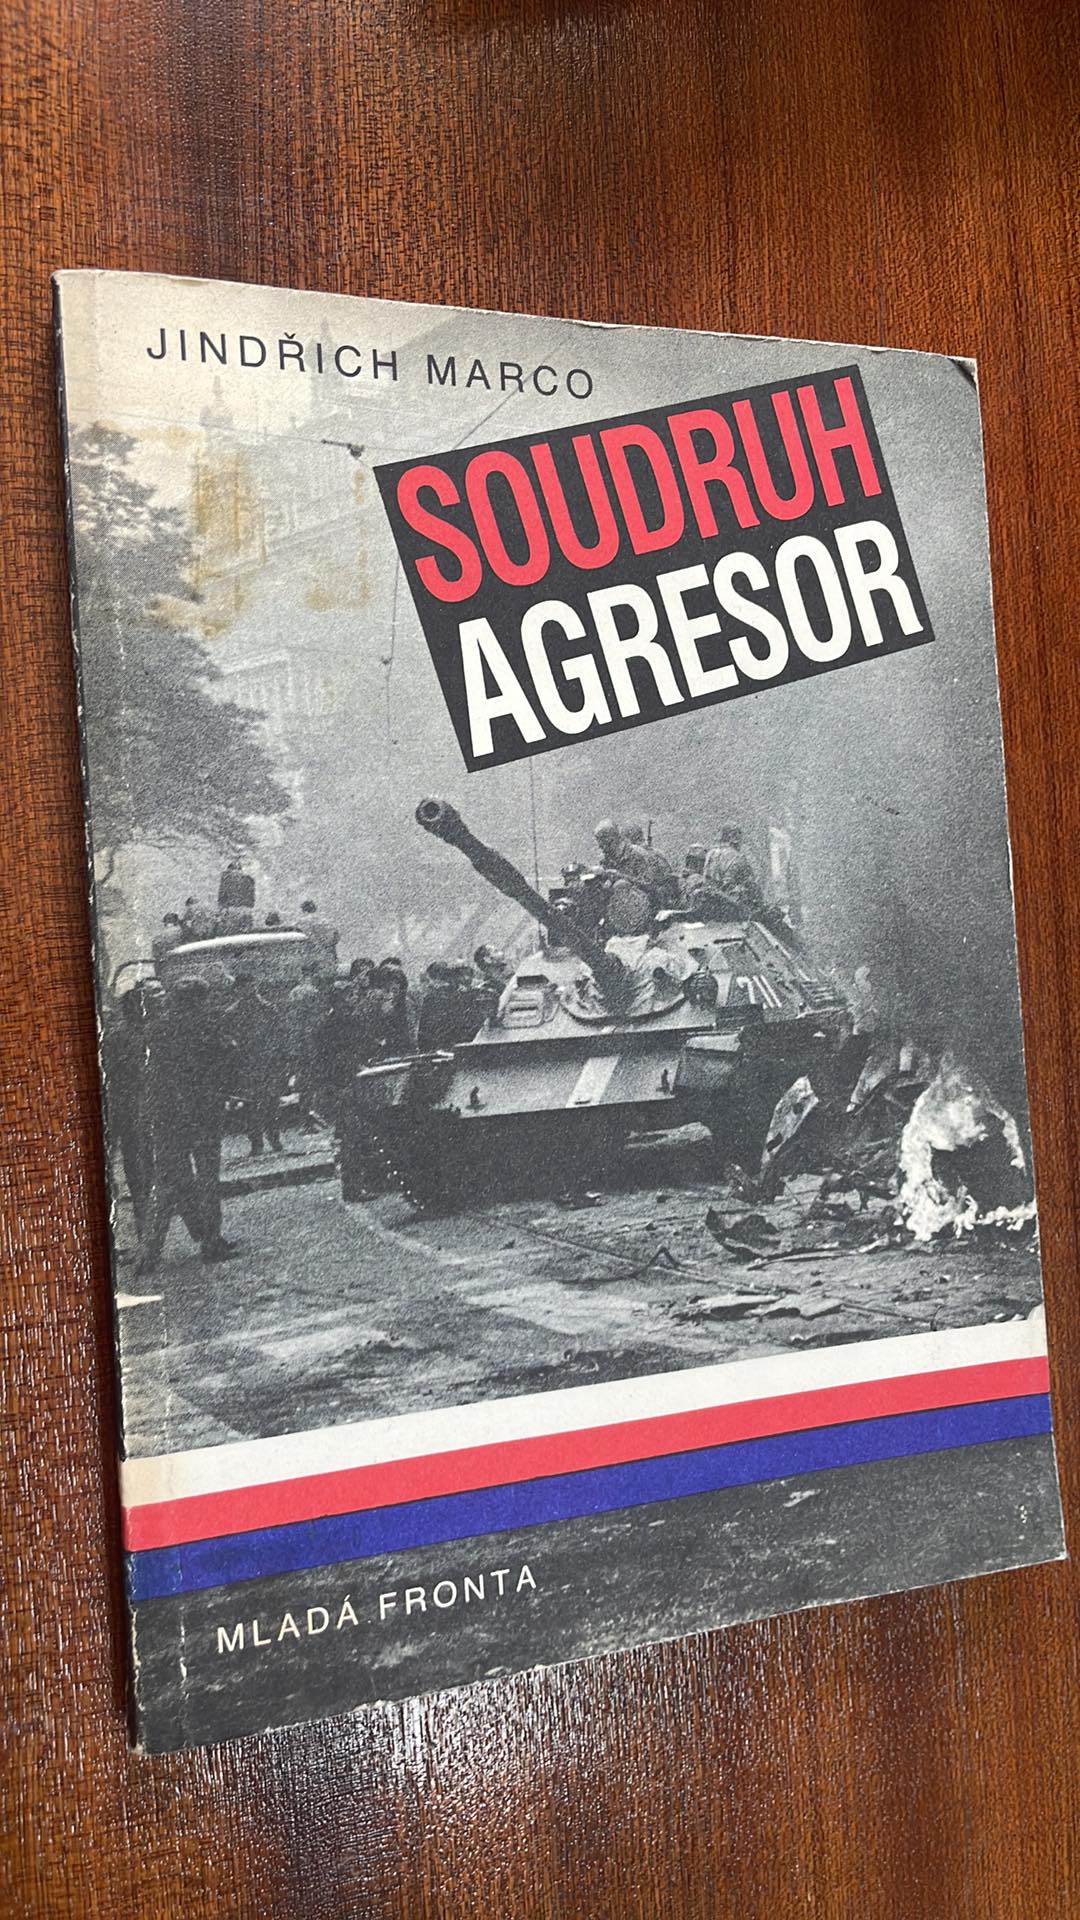 JINDŘICH MARCO
SOUDRUH
AGRESOR
MLADÁ FRONTA